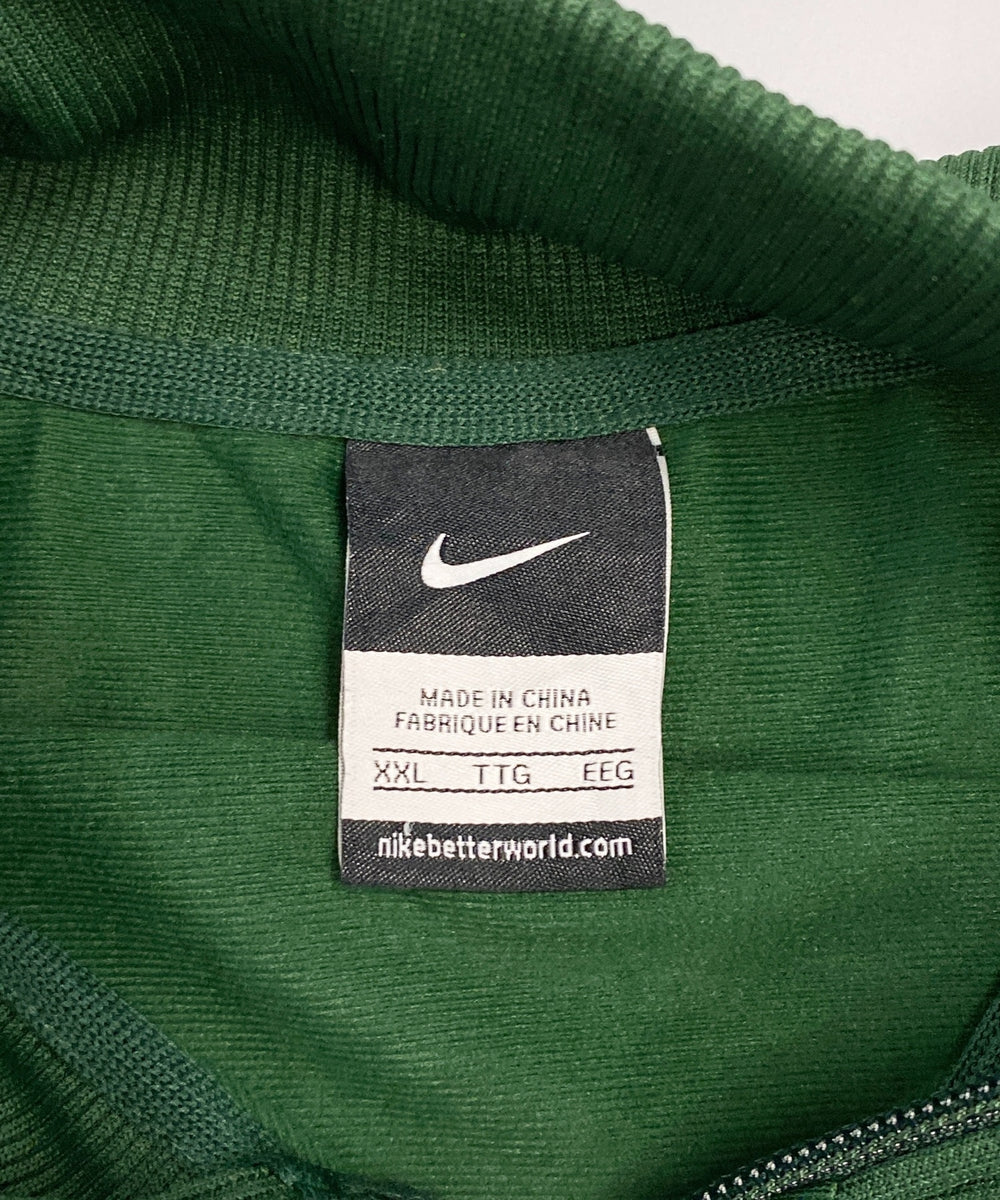 MADE IN CHINA
FABRIQUE EN CHINE
XXL TTG EEG
nikebetterworld.com